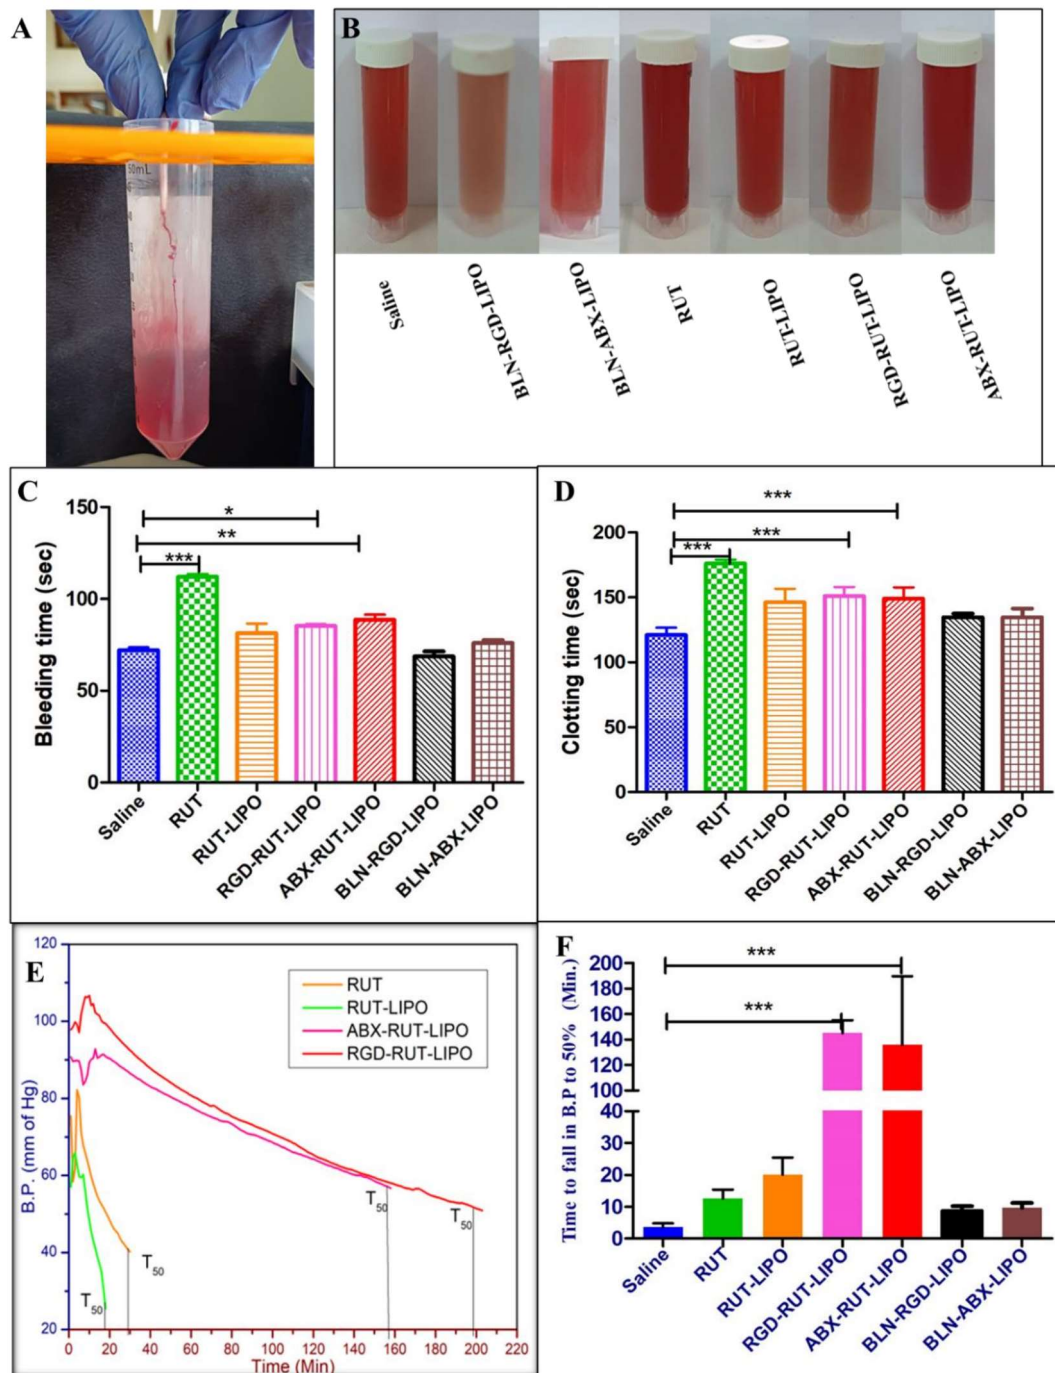 A
50mL
B
Saline
BLN-RGD-LIPO
BLN-ABX-LIPO
RUT
RUT-LIPO
RGD-RUT-LIPO
ABX-RUT-LIPO
C
Bleeding time (sec)
150
100
50
0
*
**
***
Saline
RUT
RUT-LIPO
RGD-RUT-LIPO
ABX-RUT-LIPO
BLN-RGD-LIPO
BLN-ABX-LIPO
D
Clotting time (sec)
200
150
100
50
0
***
***
***
Saline
RUT
RUT-LIPO
RGD-RUT-LIPO
ABX-RUT-LIPO
BLN-RGD-LIPO
BLN-ABX-LIPO
E
B.P. (mm of Hg)
120
100
80
60
40
20
RUT
RUT-LIPO
ABX-RUT-LIPO
RGD-RUT-LIPO
T50
T50
T50
T50
0 20 40 60 80 100 120 140 160 180 200 220
Time (Min)
F
Time to fall in B.P to 50% (Min.)
200
180
160
140
120
100
40
30
20
10
0
***
***
Saline
RUT
RUT-LIPO
RGD-RUT-LIPO
ABX-RUT-LIPO
BLN-RGD-LIPO
BLN-ABX-LIPO